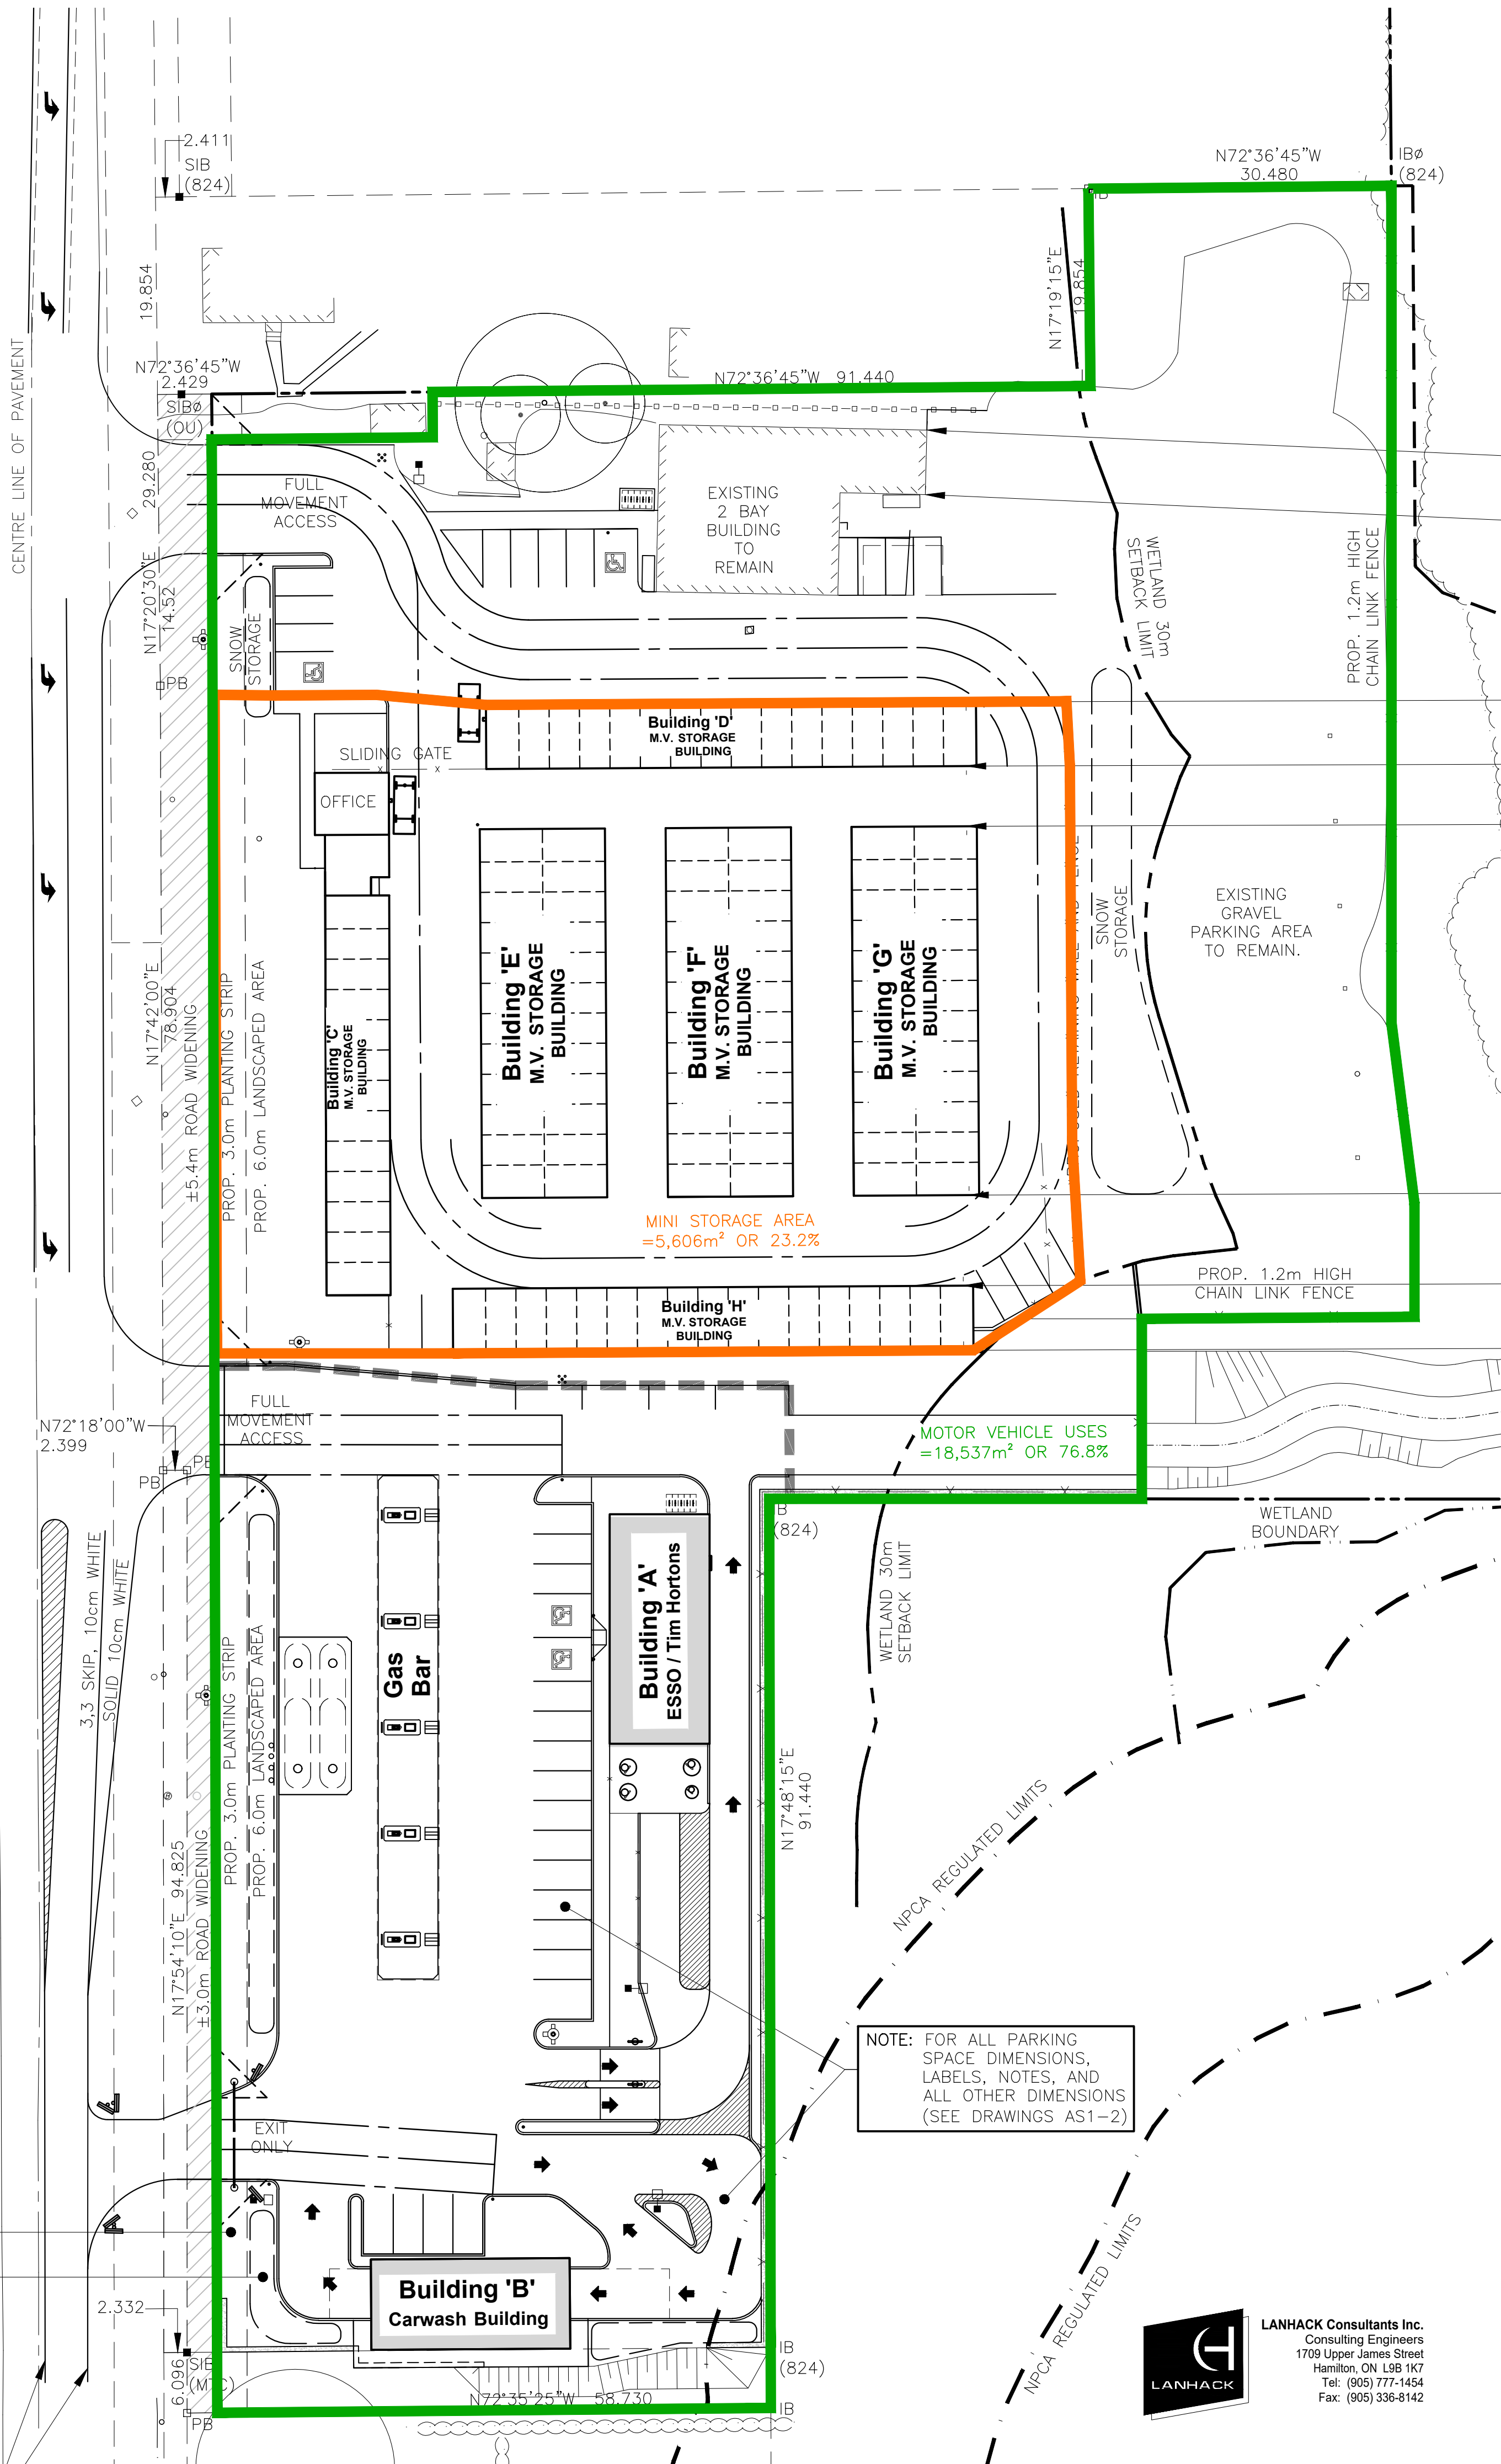 2.411
SIB
(824)
N72°36'45"W
30.480
IBø
(824)
IB
19.854
N17°19'15"E
19.854
CENTRE LINE OF PAVEMENT
N72°36'45"W
2.429
SIBø
(OU)
N72°36'45"W 91.440
29.280
FULL
MOVEMENT
ACCESS
EXISTING
2 BAY
BUILDING
TO
REMAIN
WETLAND 30m
SETBACK LIMIT
PROP. 1.2m HIGH
CHAIN LINK FENCE
N17°20'30"E
14.52
SNOW
STORAGE
PB
Building 'D'
M.V. STORAGE
BUILDING
SLIDING GATE
x
x
OFFICE
Building 'E'
M.V. STORAGE
BUILDING
Building 'F'
M.V. STORAGE
BUILDING
Building 'G'
M.V. STORAGE
BUILDING
Building 'C'
M.V. STORAGE
BUILDING
SNOW
STORAGE
EXISTING
GRAVEL
PARKING AREA
TO REMAIN.
N17°42'00"E
78.904
±5.4m ROAD WIDENING
PROP. 3.0m PLANTING STRIP
PROP. 6.0m LANDSCAPED AREA
MINI STORAGE AREA
=5,606m² OR 23.2%
PROP. 1.2m HIGH
CHAIN LINK FENCE
Building 'H'
M.V. STORAGE
BUILDING
FULL
MOVEMENT
ACCESS
N72°18'00"W
2.399
PB
MOTOR VEHICLE USES
=18,537m² OR 76.8%
(824)
WETLAND
BOUNDARY
3,3 SKIP, 10cm WHITE
SOLID 10cm WHITE
Gas
Bar
Building 'A'
ESSO / Tim Hortons
WETLAND 30m
SETBACK LIMIT
PROP. 3.0m PLANTING STRIP
PROP. 6.0m LANDSCAPED AREA
N17°48'15"E
91.440
N17°54'10"E 94.825
±3.0m ROAD WIDENING
NPCA REGULATED LIMITS
NOTE: FOR ALL PARKING
SPACE DIMENSIONS,
LABELS, NOTES, AND
ALL OTHER DIMENSIONS
(SEE DRAWINGS AS1-2)
EXIT
ONLY
Building 'B'
Carwash Building
NPCA REGULATED LIMITS
2.332
6.096
SIB
(MTC)
PB
IB
(824)
N72°35'25"W 58.730
IB
LANHACK
LANHACK Consultants Inc.
Consulting Engineers
1709 Upper James Street
Hamilton, ON L9B 1K7
Tel: (905) 777-1454
Fax: (905) 336-8142